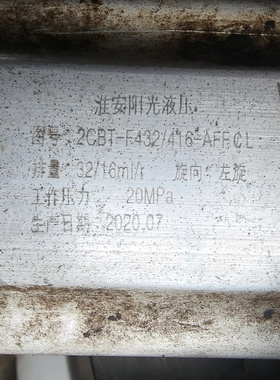 淮安阳光液压
图号: 2CBT-F432/416-AFFCL
排量: 32/16ml/r 旋向: 左旋
工作压力: 20MPa
生产日期: 2020.07